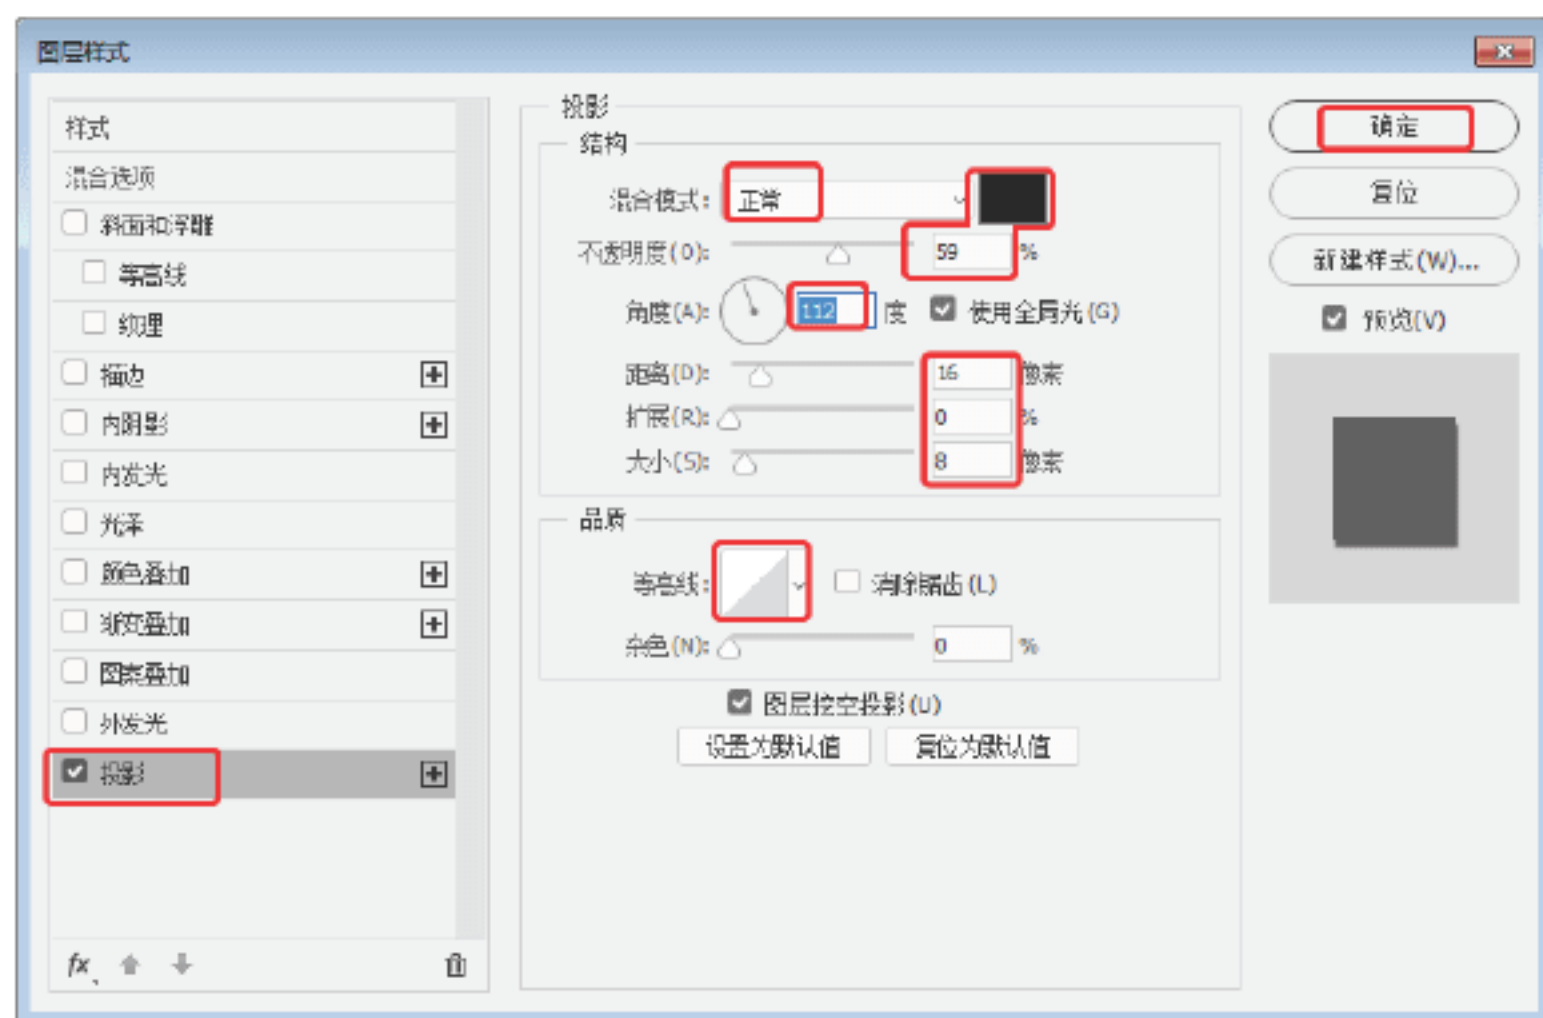 图层样式
样式
混合选项
斜面和浮雕
等高线
纹理
描边
内阴影
内发光
光泽
颜色叠加
渐变叠加
图案叠加
外发光
投影
fx
投影
结构
混合模式: 正常
不透明度(O): 59 %
角度(A): 112 度 使用全局光(G)
距离(D): 16 像素
扩展(R): 0 %
大小(S): 8 像素
品质
等高线: 消除锯齿(L)
杂色(N): 0 %
图层挖空投影(U)
设置为默认值 复位为默认值
确定
复位
新建样式(W)...
预览(V)